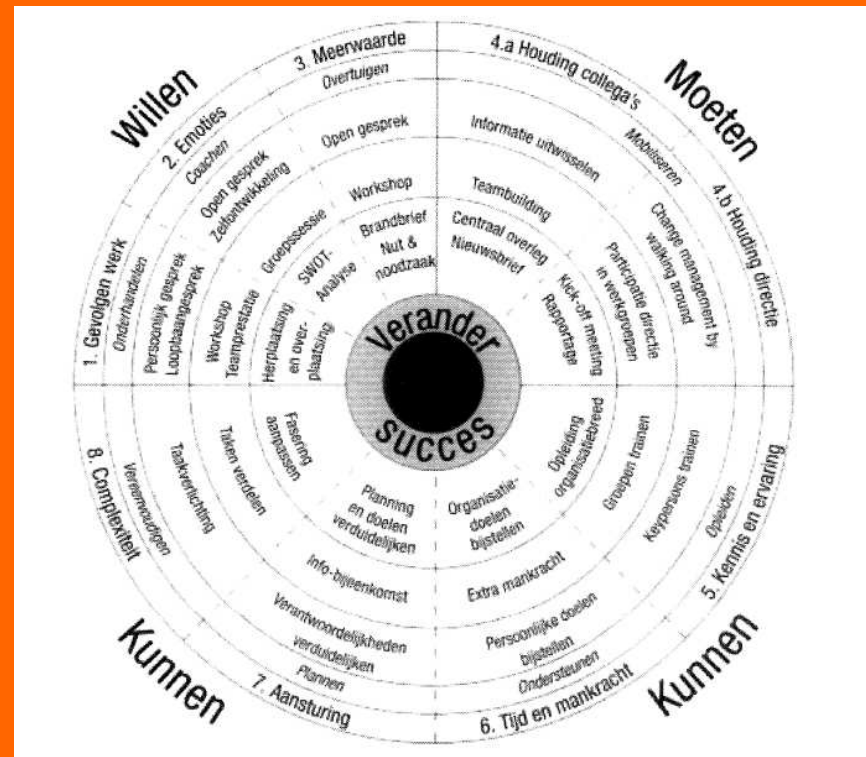 Willen
Moeten
Kunnen
Kunnen
Verander
succes
1. Gevolgen werk
Onderhandelen
Persoonlijk gesprek
Loopbaangesprek
Workshop
Teamprestatie
Herplaatsing
en over-
plaatsing
2. Emoties
Coachen
Open gesprek
Zelfontwikkeling
Groepssessie
SWOT-
Analyse
3. Meerwaarde
Overtuigen
Open gesprek
Workshop
Brandbrief
Nut &
noodzaak
4.a Houding collega's
Mobiliseren
Informatie uitwisselen
Teambuilding
Centraal overleg
Nieuwsbrief
4.b Houding directie
Change management by
walking around
Participatie directie
in werkgroepen
Kick-off meeting
Rapportage
5. Kennis en ervaring
Opleiden
Keypersons trainen
Groepen trainen
Opleiding
organisatiebreed
6. Tijd en mankracht
Ondersteunen
Persoonlijke doelen
bijstellen
Extra mankracht
Organisatie-
doelen
bijstellen
7. Aansturing
Plannen
Verantwoordelijkheden
verduidelijken
Info-bijeenkomst
Planning
en doelen
verduidelijken
8. Complexiteit
Vereenvoudigen
Taakverlichting
Taken verdelen
Fasering
aanpassen